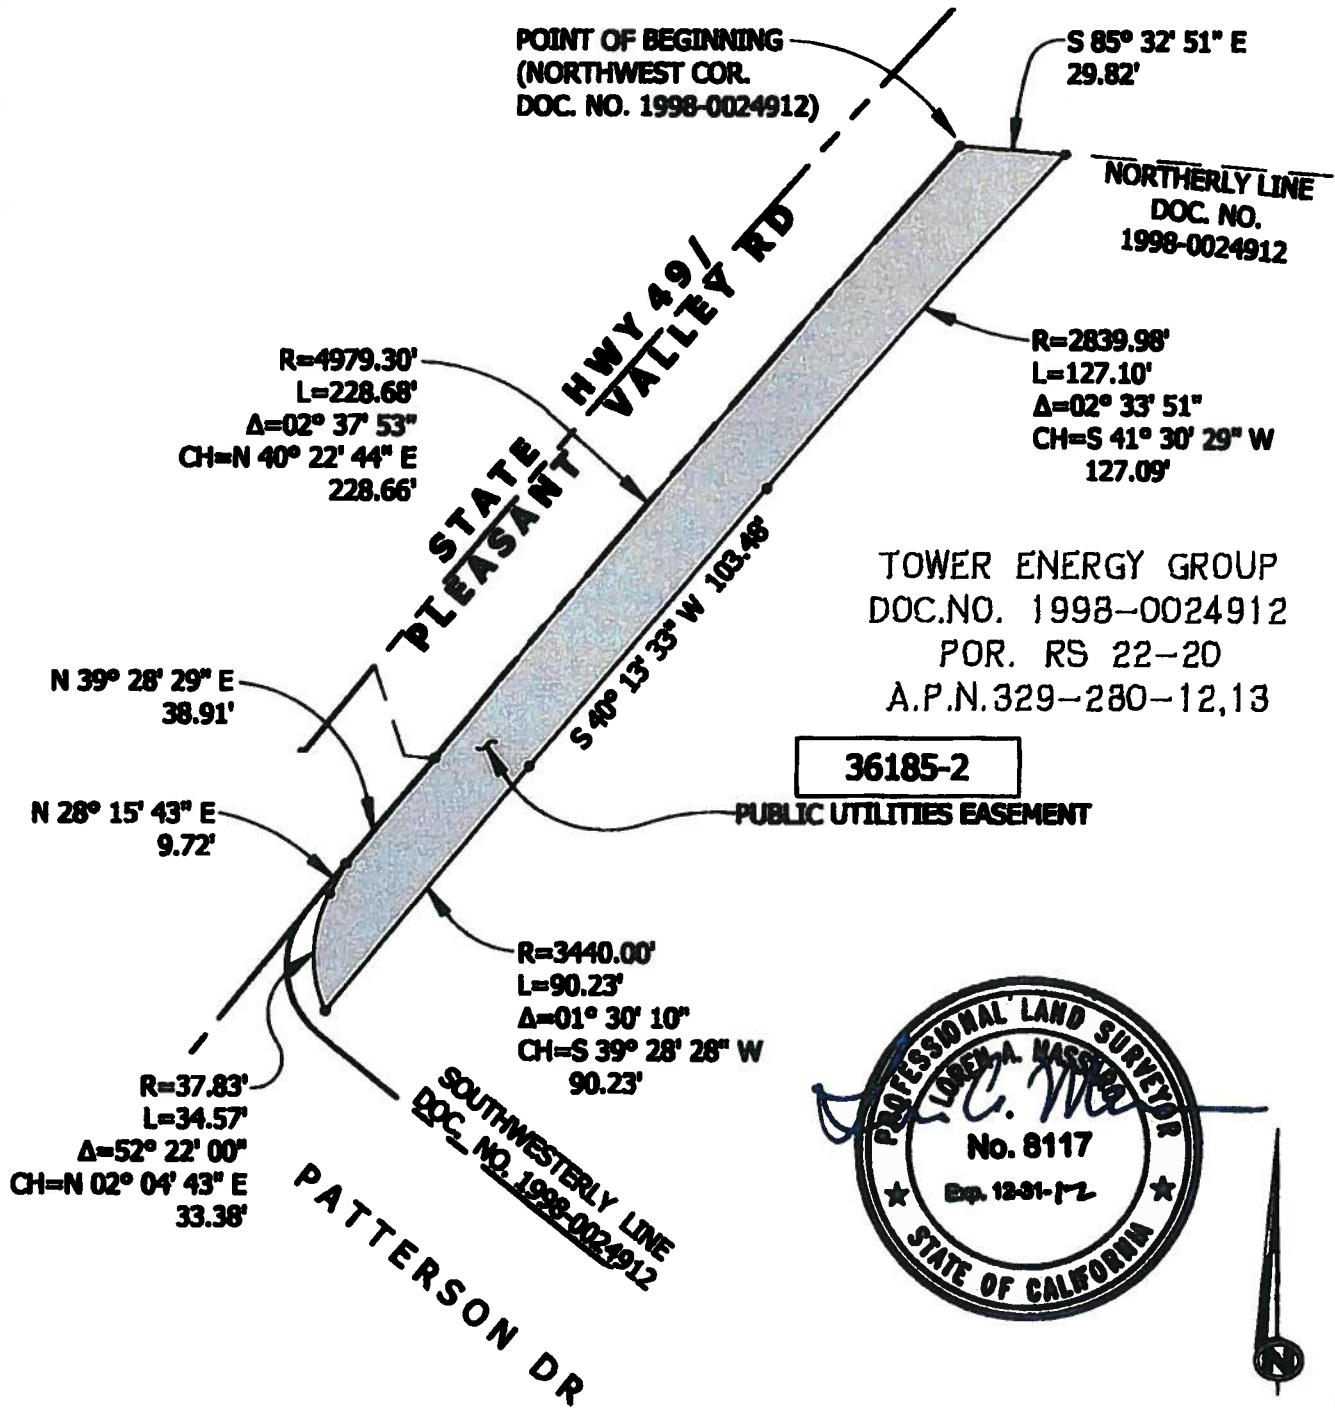 POINT OF BEGINNING
(NORTHWEST COR.
DOC. NO. 1998-0024912)
S 85° 32' 51" E
29.82'
NORTHERLY LINE
DOC. NO.
1998-0024912
STATE HWY 49/
PLEASANT VALLEY RD
R=4979.30'
L=228.68'
Δ=02° 37' 53"
CH=N 40° 22' 44" E
228.66'
R=2839.98'
L=127.10'
Δ=02° 33' 51"
CH=S 41° 30' 29" W
127.09'
S 40° 13' 33" W 103.48'
TOWER ENERGY GROUP
DOC.NO. 1998-0024912
POR. RS 22-20
A.P.N.329-280-12,13
N 39° 28' 29" E
38.91'
36185-2
PUBLIC UTILITIES EASEMENT
N 28° 15' 43" E
9.72'
R=3440.00'
L=90.23'
Δ=01° 30' 10"
CH=S 39° 28' 28" W
90.23'
R=37.83'
L=34.57'
Δ=52° 22' 00"
CH=N 02° 04' 43" E
33.38'
SOUTHWESTERLY LINE
DOC. NO. 1998-0024912
PATTERSON DR
PROFESSIONAL LAND SURVEYOR
LOREN A.
No. 8117
Exp. 12-31-12
STATE OF CALIFORNIA
N